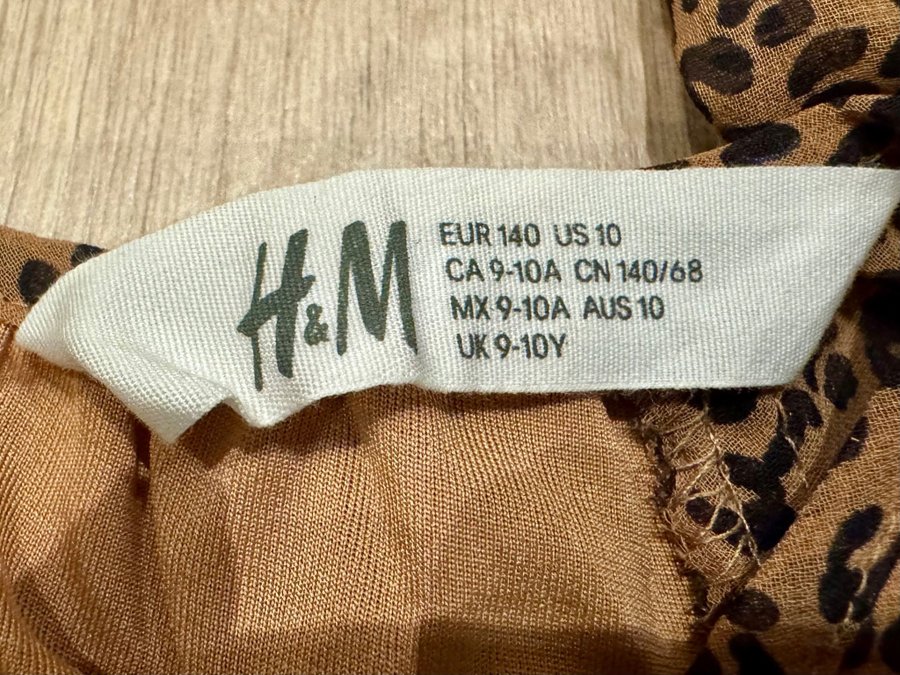 H&M
EUR 140 US 10
CA 9-10A CN 140/68
MX 9-10A AUS 10
UK 9-10Y